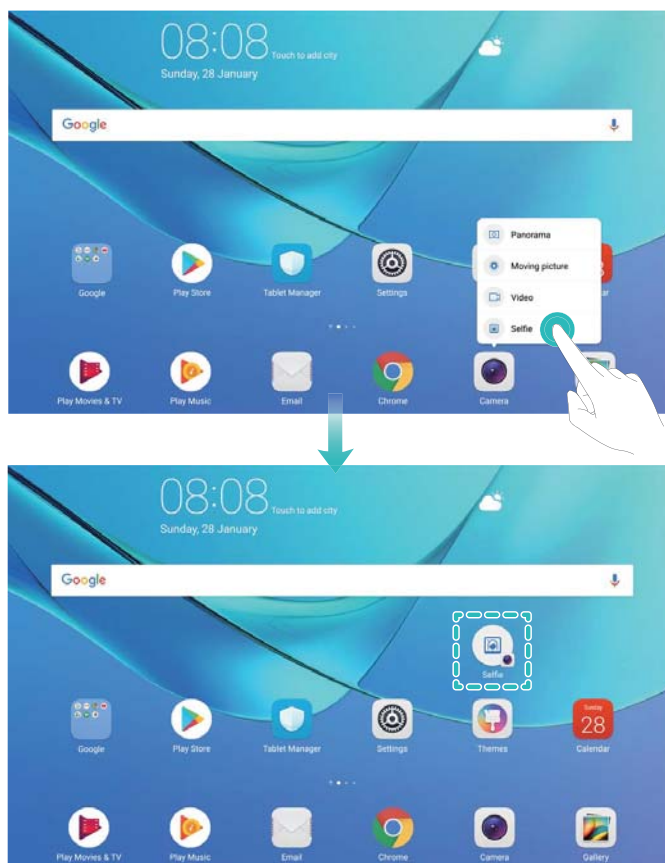 08:08 Touch to add city
Sunday, 28 January
Google
Panorama
Moving picture
Video
Selfie
Google Play Store Tablet Manager Settings
Play Movies & TV Play Music Email Chrome Camera
08:08 Touch to add city
Sunday, 28 January
Google
Selfie
Sunday
28
Google Play Store Tablet Manager Settings Themes Calendar
Play Movies & TV Play Music Email Chrome Camera Gallery